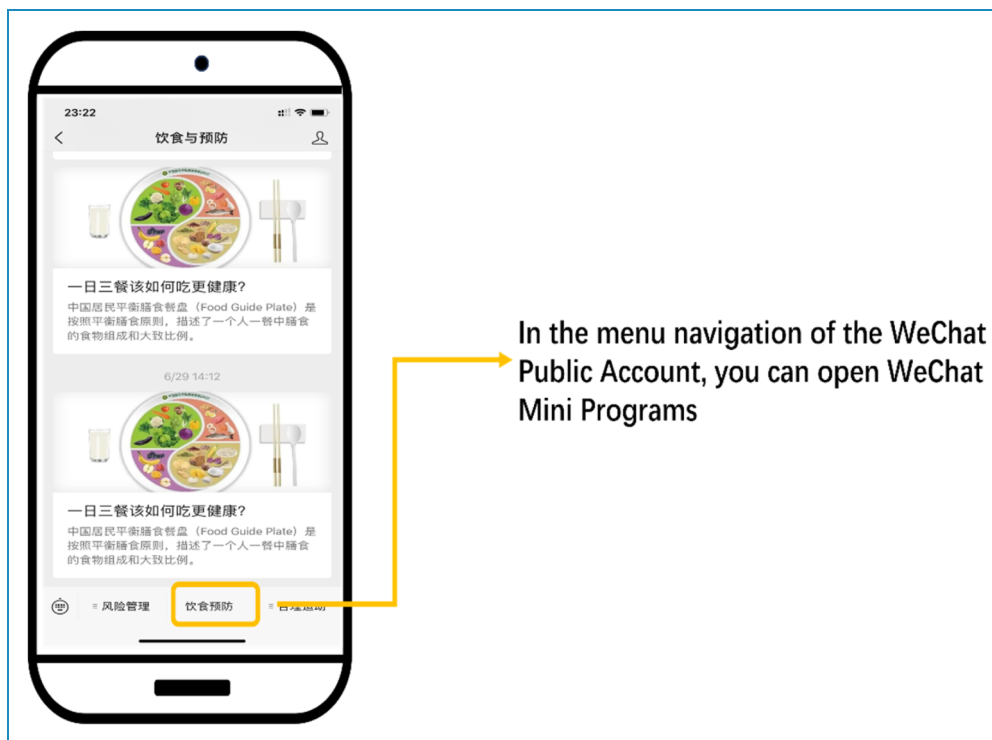 23:22
饮食与预防
一日三餐该如何吃更健康?
中国居民平衡膳食餐盘（Food Guide Plate）是
按照平衡膳食原则，描述了一个人一餐中膳食
的食物组成和大致比例。
6/29 14:12
一日三餐该如何吃更健康?
中国居民平衡膳食餐盘（Food Guide Plate）是
按照平衡膳食原则，描述了一个人一餐中膳食
的食物组成和大致比例。
风险管理 饮食预防
In the menu navigation of the WeChat
Public Account, you can open WeChat
Mini Programs